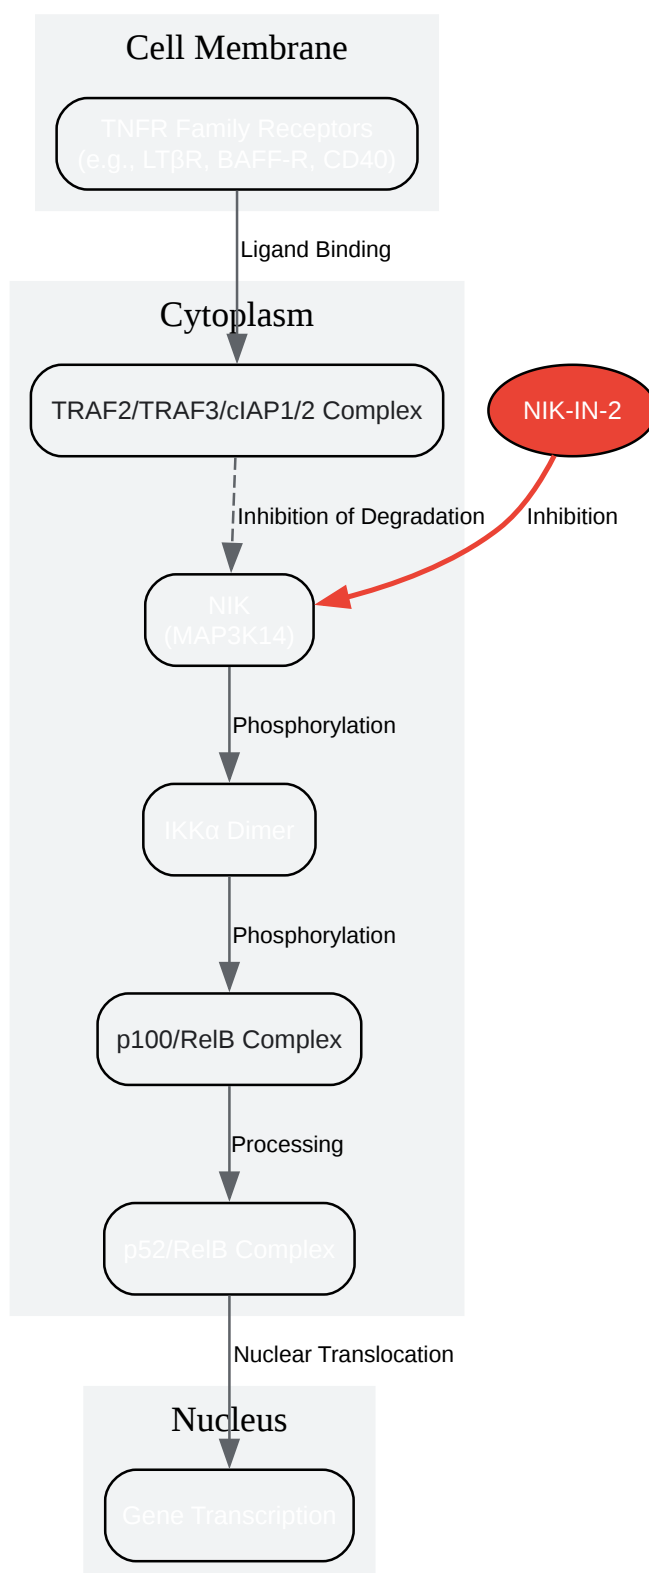 Cell Membrane
TNFR Family Receptors
(e.g., LTβR, BAFF-R, CD40)
Ligand Binding
Cytoplasm
TRAF2/TRAF3/cIAP1/2 Complex
NIK-IN-2
Inhibition of Degradation
Inhibition
NIK
(MAP3K14)
Phosphorylation
IKKα Dimer
Phosphorylation
p100/RelB Complex
Processing
p52/RelB Complex
Nuclear Translocation
Nucleus
Gene Transcription